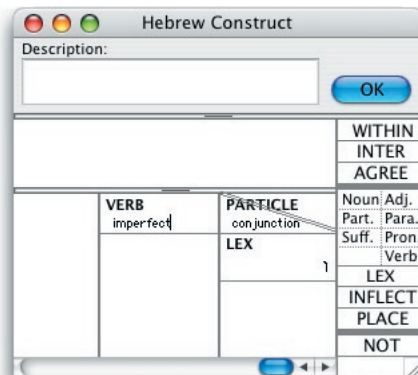 Hebrew Construct
Description:
OK
WITHIN
INTER
AGREE
VERB
imperfect
PARTICLE
conjunction
LEX
ו
Noun Adj.
Part. Para.
Suff. Pron.
Verb
LEX
INFLECT
PLACE
NOT